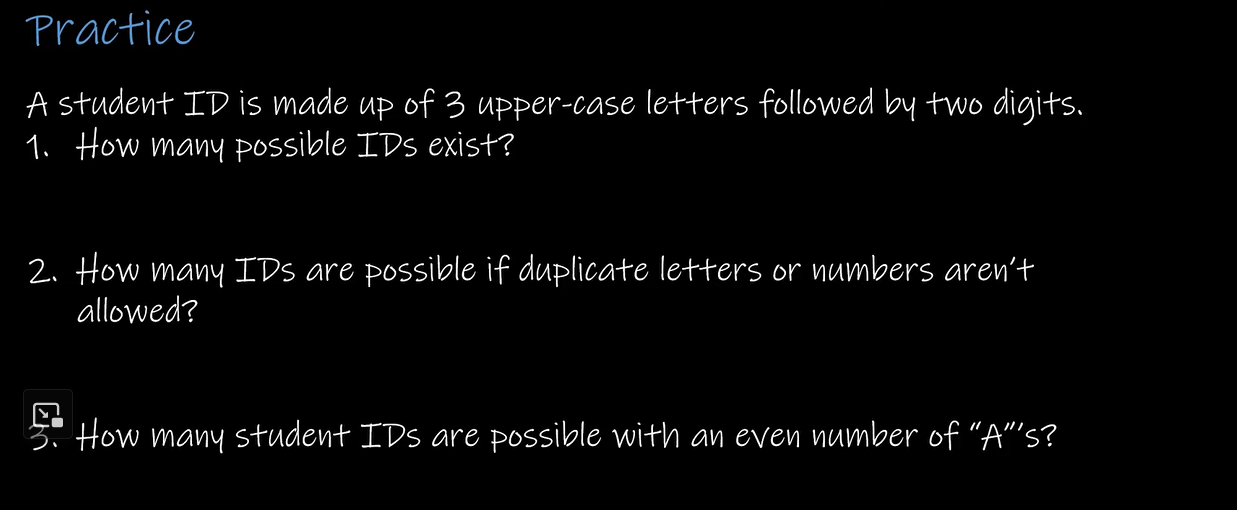 Practice
A student ID is made up of 3 upper-case letters followed by two digits.
1. How many possible IDs exist?
2. How many IDs are possible if duplicate letters or numbers aren't
allowed?
3. How many student IDs are possible with an even number of “A”'s?